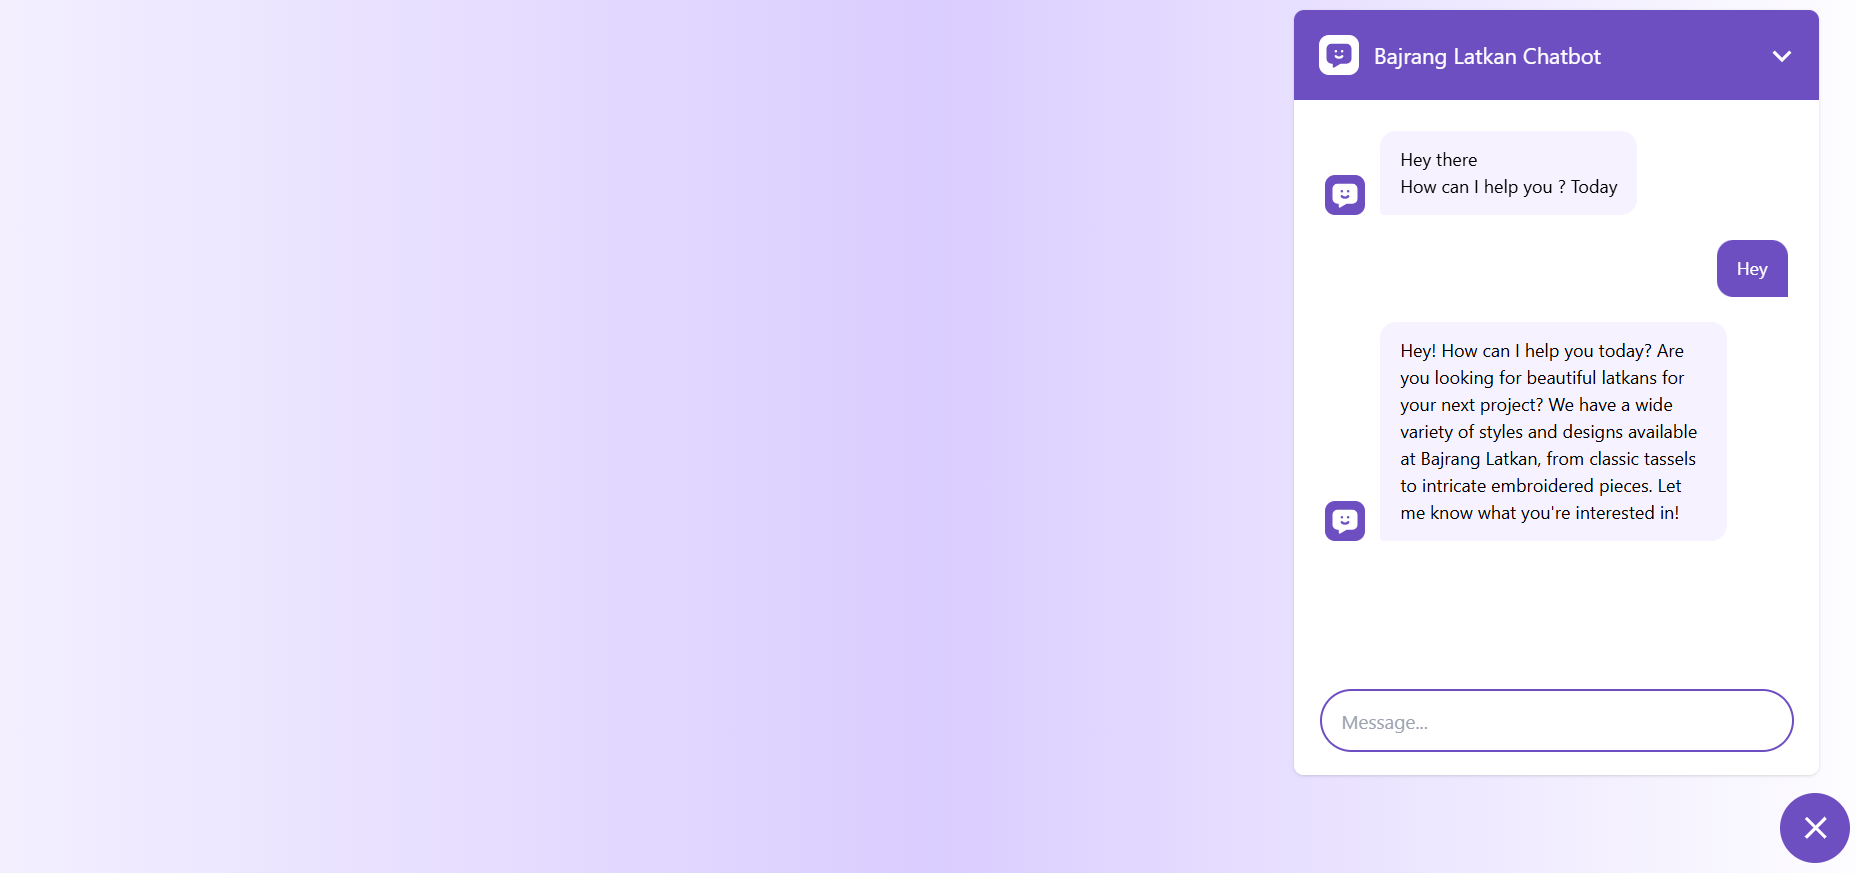 Bajrang Latkan Chatbot
Hey there
How can I help you ? Today
Hey
Hey! How can I help you today? Are
you looking for beautiful latkans for
your next project? We have a wide
variety of styles and designs available
at Bajrang Latkan, from classic tassels
to intricate embroidered pieces. Let
me know what you're interested in!
Message...